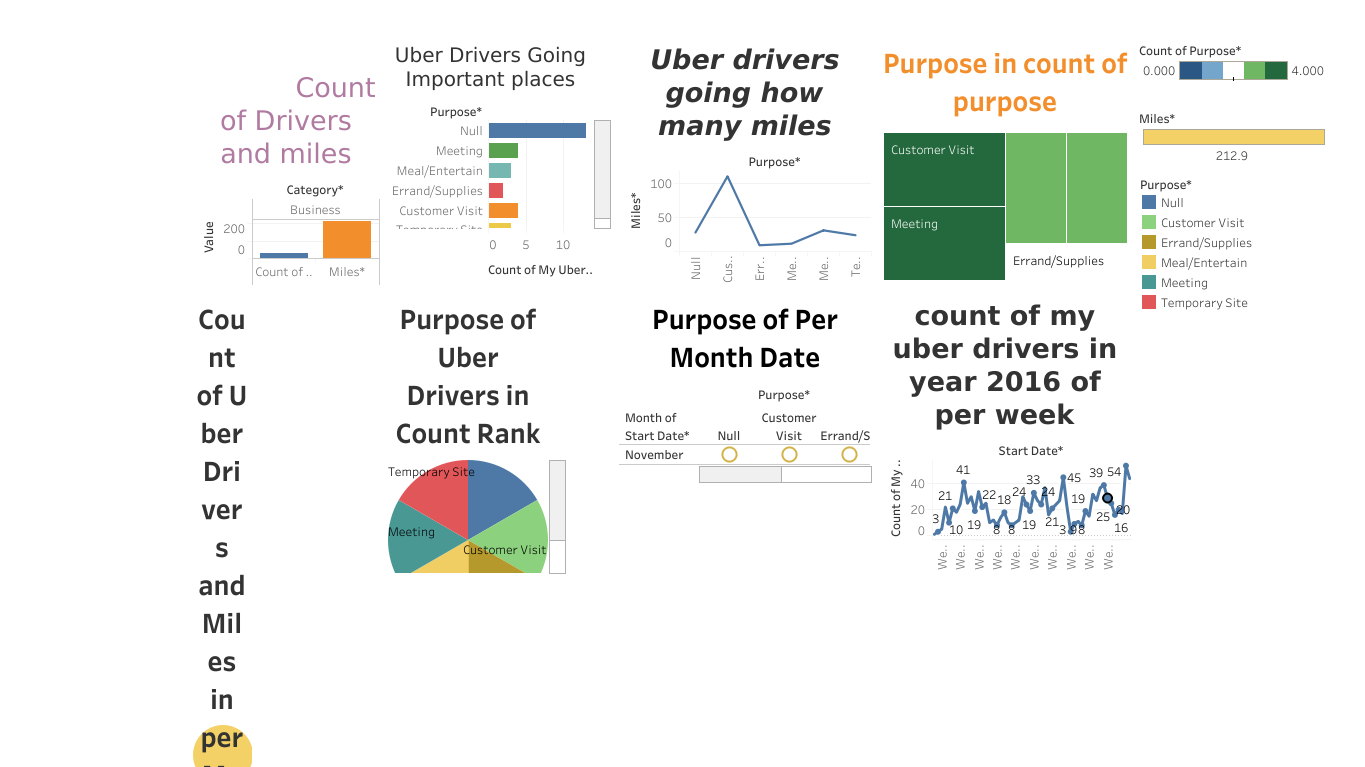 Count
of Drivers
and miles
Category*
Business
Value
200
0
Count of ..
Miles*
Uber Drivers Going
Important places
Purpose*
Null
Meeting
Meal/Entertain
Errand/Supplies
Customer Visit
Temporary Site
0 5 10
Count of My Uber..
Uber drivers
going how
many miles
Purpose*
Miles*
100
50
0
Null
Cus..
Err..
Me..
Me..
Te..
Purpose in count of
purpose
Customer Visit
Meeting
Errand/Supplies
Count of Purpose*
0.000 4.000
Miles*
212.9
Purpose*
Null
Customer Visit
Errand/Supplies
Meal/Entertain
Meeting
Temporary Site
Cou
nt
of U
ber
Dri
ver
s
and
Mil
es
in
per
Purpose of
Uber
Drivers in
Count Rank
Temporary Site
Meeting
Customer Visit
Purpose of Per
Month Date
Purpose*
Month of
Start Date*
Null
Customer
Visit
Errand/S
November
count of my
uber drivers in
year 2016 of
per week
Start Date*
Count of My ..
40
20
0
3
21
10
41
19
22
8
18
8
24
19
33
24
21
3
45
9
19
8
39
25
54
20
16
We..
We..
We..
We..
We..
We..
We..
We..
We..
We..